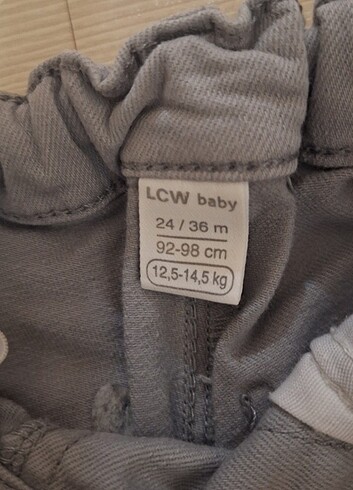 LCW baby
24 / 36 m
92-98 cm
12,5-14,5 kg